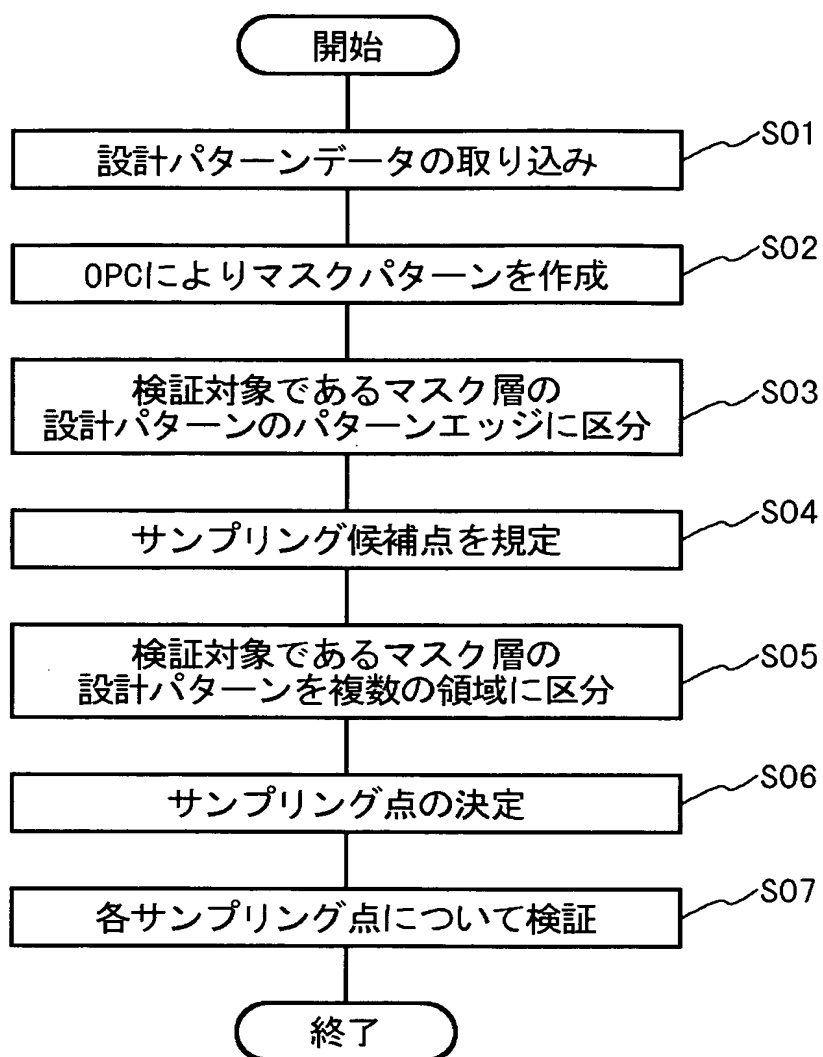 開始
設計パターンデータの取り込み
S01
OPCによりマスクパターンを作成
S02
検証対象であるマスク層の
設計パターンのパターンエッジに区分
S03
サンプリング候補点を規定
S04
検証対象であるマスク層の
設計パターンを複数の領域に区分
S05
サンプリング点の決定
S06
各サンプリング点について検証
S07
終了